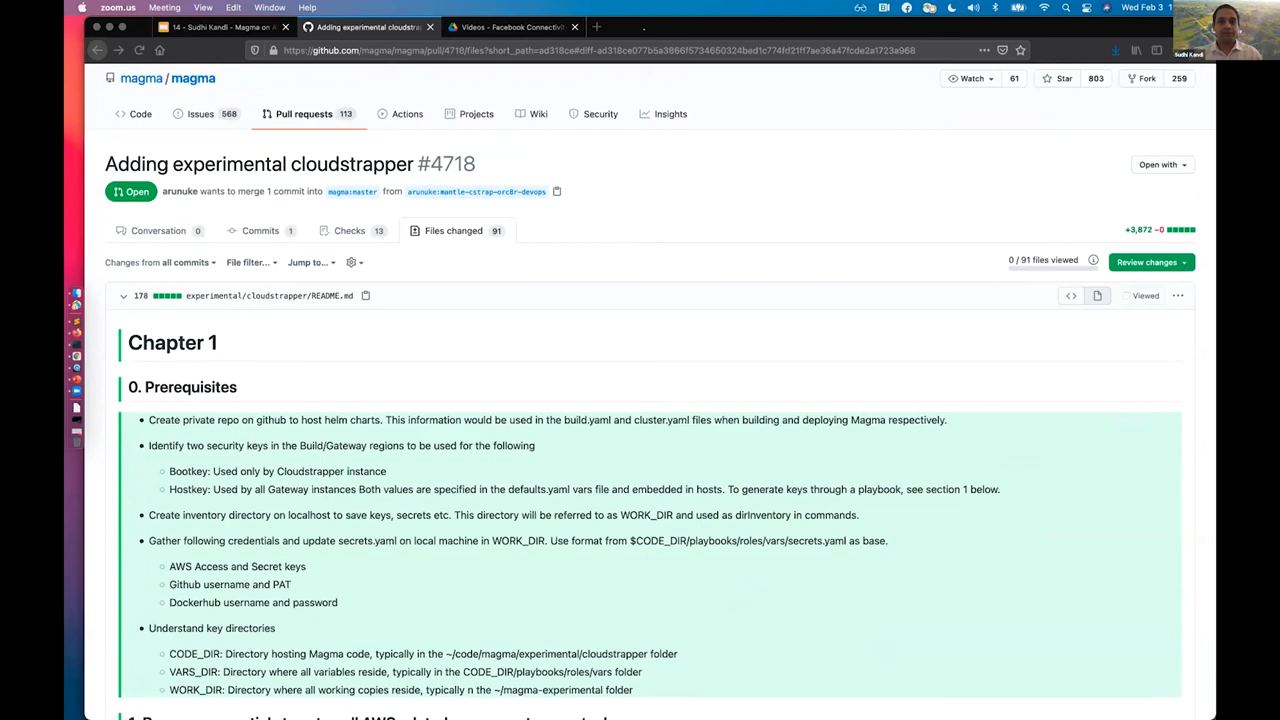 zoom.us Meeting View Edit Window Help Wed Feb 3
14 - Sudhi Kandi - Magma on A
Adding experimental cloudstrap
Videos - Facebook Connectivit
https://github.com/magma/magma/pull/4718/files?short_path=ad318ce#diff-ad318ce077b5a3866f5734650324bed1c774fd21ff7ae36a47fcde2a1723a968
Sudhi Kandi
magma / magma
Watch 61 Star 803 Fork 259
Code Issues 568 Pull requests 113 Actions Projects Wiki Security Insights
Adding experimental cloudstrapper #4718
Open with
Open arunuke wants to merge 1 commit into magma:master from arunuke:mantle-cstrap-orc8r-devops
Conversation 0 Commits 1 Checks 13 Files changed 91
+3,872 −0
Changes from all commits File filter... Jump to...
0 / 91 files viewed Review changes
178 experimental/cloudstrapper/README.md Viewed
Chapter 1
0. Prerequisites
• Create private repo on github to host helm charts. This information would be used in the build.yaml and cluster.yaml files when building and deploying Magma respectively.
• Identify two security keys in the Build/Gateway regions to be used for the following
○ Bootkey: Used only by Cloudstrapper instance
○ Hostkey: Used by all Gateway instances Both values are specified in the defaults.yaml vars file and embedded in hosts. To generate keys through a playbook, see section 1 below.
• Create inventory directory on localhost to save keys, secrets etc. This directory will be referred to as WORK_DIR and used as dirInventory in commands.
• Gather following credentials and update secrets.yaml on local machine in WORK_DIR. Use format from $CODE_DIR/playbooks/roles/vars/secrets.yaml as base.
○ AWS Access and Secret keys
○ Github username and PAT
○ Dockerhub username and password
• Understand key directories
○ CODE_DIR: Directory hosting Magma code, typically in the ~/code/magma/experimental/cloudstrapper folder
○ VARS_DIR: Directory where all variables reside, typically in the CODE_DIR/playbooks/roles/vars folder
○ WORK_DIR: Directory where all working copies reside, typically n the ~/magma-experimental folder